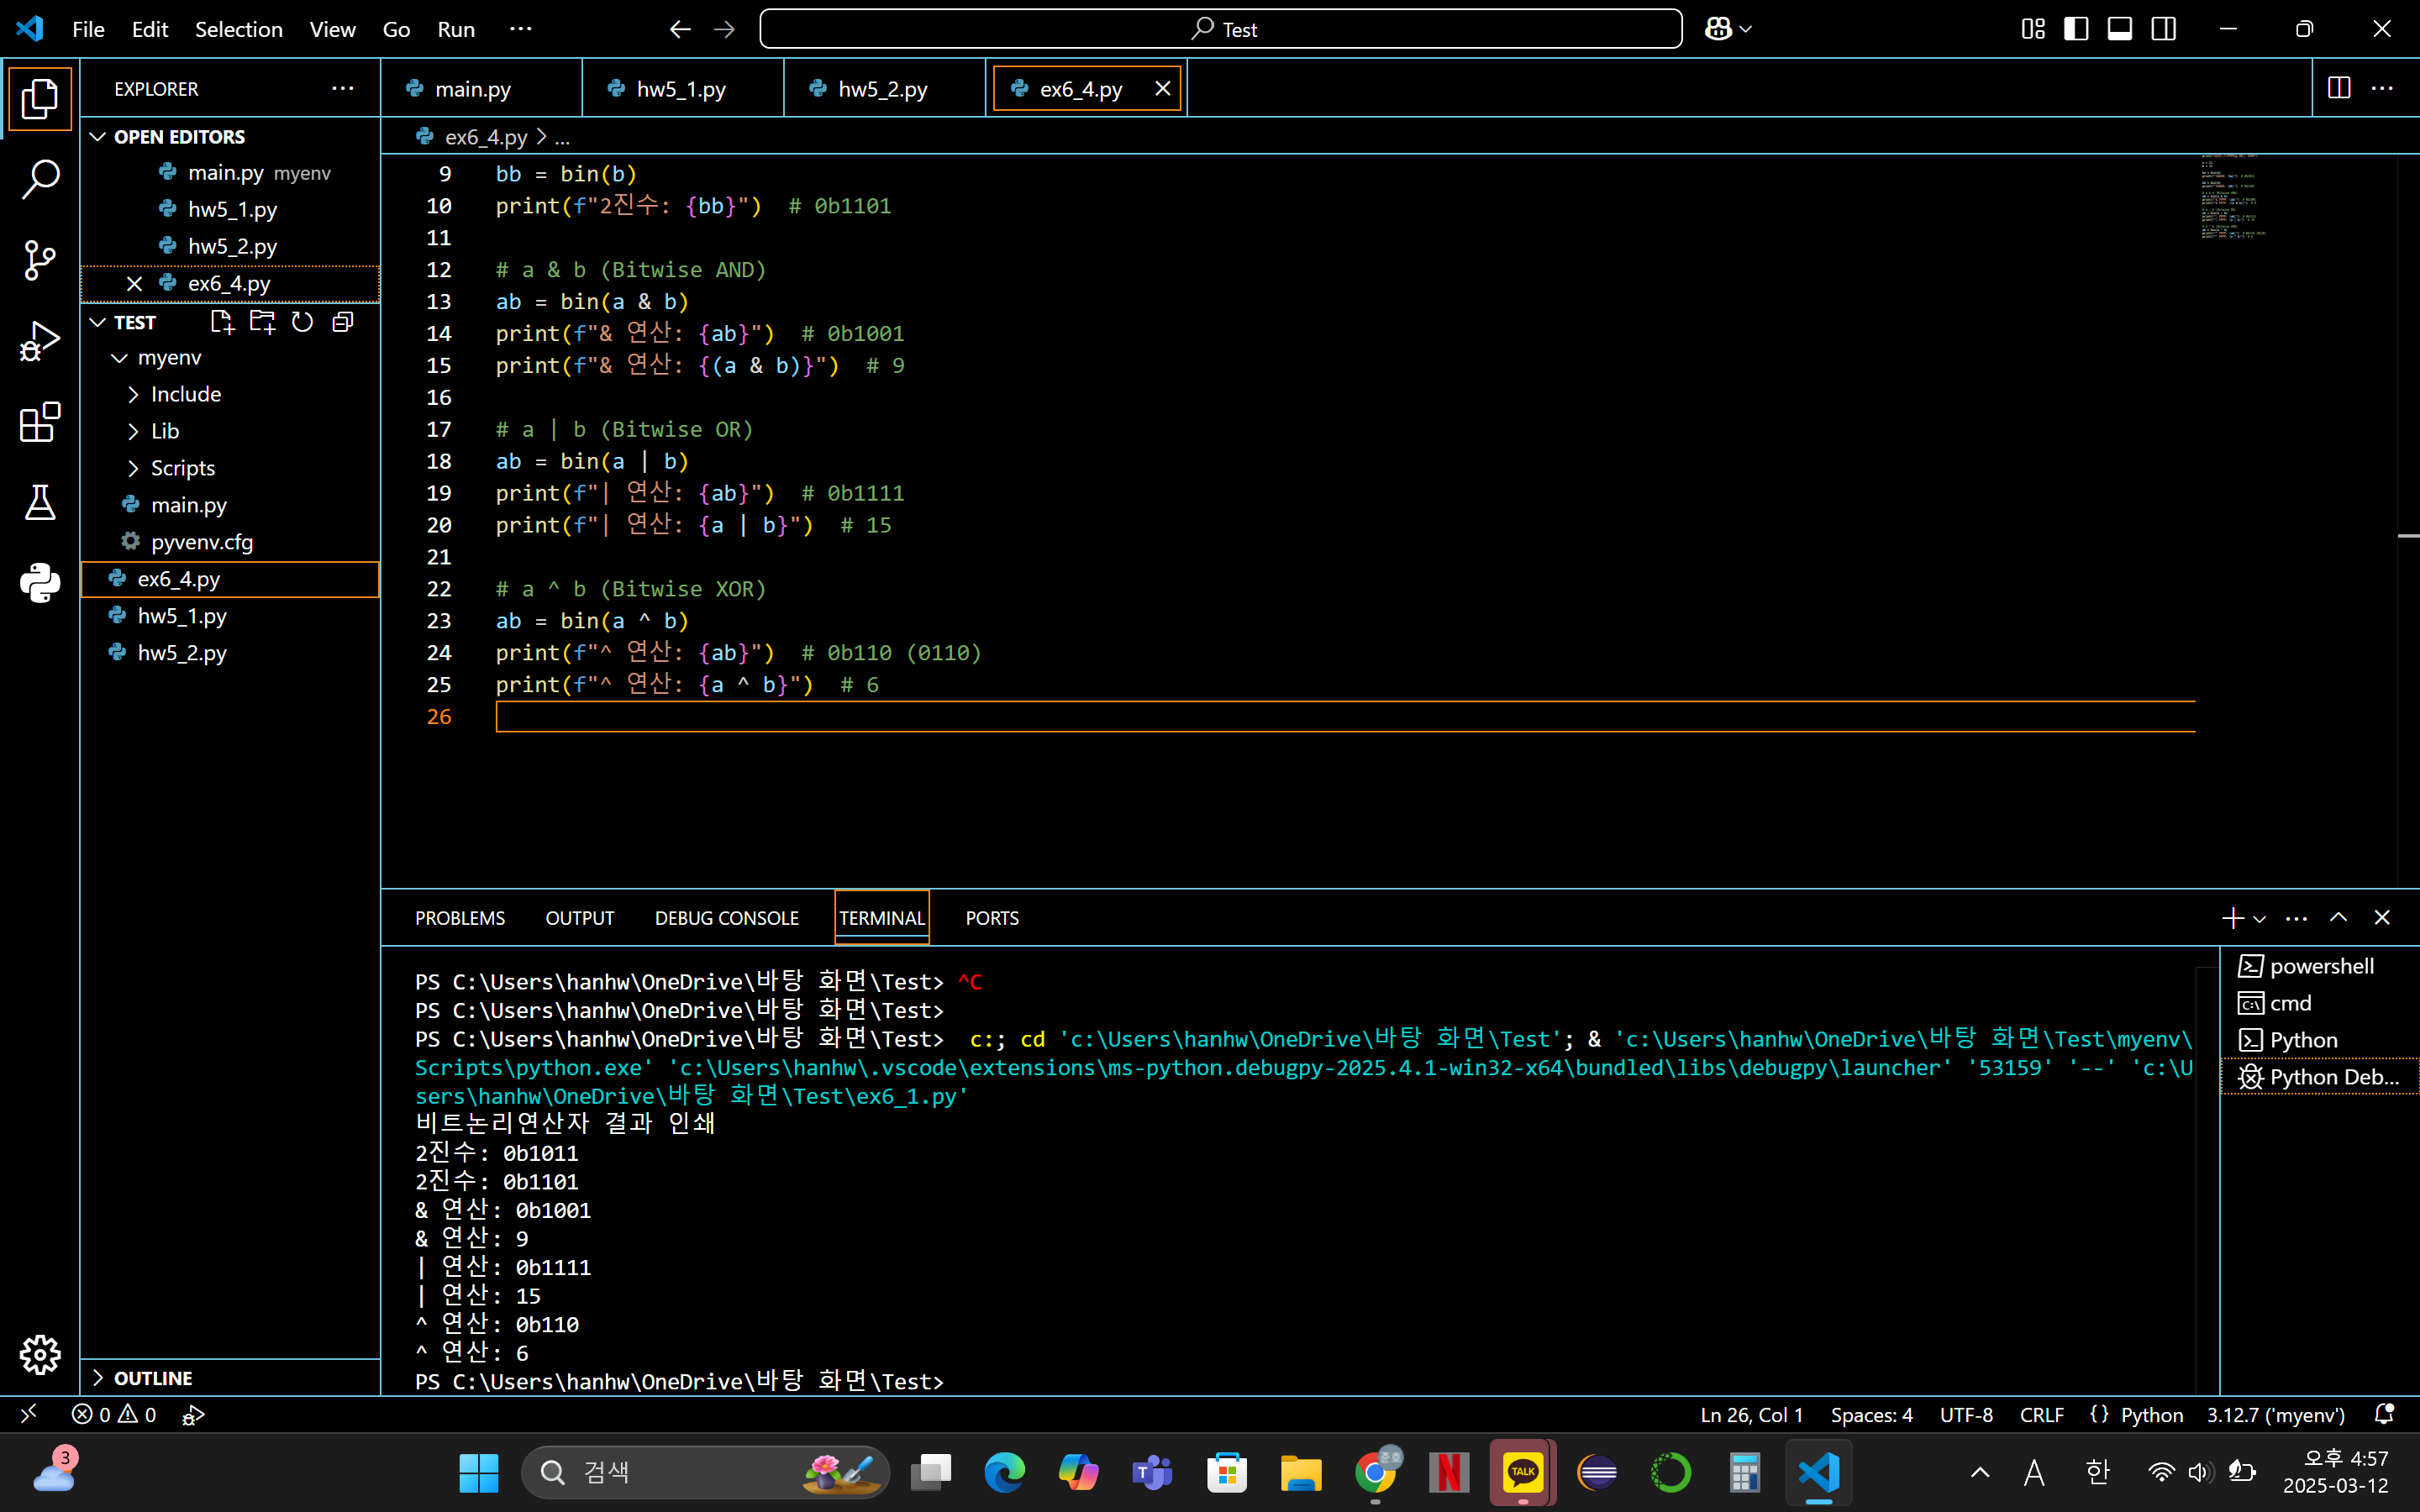 File Edit Selection View Go Run ...
Test
EXPLORER
main.py
hw5_1.py
hw5_2.py
ex6_4.py
OPEN EDITORS
main.py myenv
hw5_1.py
hw5_2.py
ex6_4.py
TEST
myenv
Include
Lib
Scripts
main.py
pyvenv.cfg
ex6_4.py
hw5_1.py
hw5_2.py
OUTLINE
ex6_4.py > ...
9 bb = bin(b)
10 print(f"2진수: {bb}")  # 0b1101
11
12 # a & b (Bitwise AND)
13 ab = bin(a & b)
14 print(f"& 연산: {ab}")  # 0b1001
15 print(f"& 연산: {(a & b)}")  # 9
16
17 # a | b (Bitwise OR)
18 ab = bin(a | b)
19 print(f"| 연산: {ab}")  # 0b1111
20 print(f"| 연산: {a | b}")  # 15
21
22 # a ^ b (Bitwise XOR)
23 ab = bin(a ^ b)
24 print(f"^ 연산: {ab}")  # 0b110 (0110)
25 print(f"^ 연산: {a ^ b}")  # 6
26
PROBLEMS OUTPUT DEBUG CONSOLE TERMINAL PORTS
PS C:\Users\hanhw\OneDrive\바탕 화면\Test> ^C
PS C:\Users\hanhw\OneDrive\바탕 화면\Test>
PS C:\Users\hanhw\OneDrive\바탕 화면\Test>  c:; cd 'c:\Users\hanhw\OneDrive\바탕 화면\Test'; & 'c:\Users\hanhw\OneDrive\바탕 화면\Test\myenv\
Scripts\python.exe' 'c:\Users\hanhw\.vscode\extensions\ms-python.debugpy-2025.4.1-win32-x64\bundled\libs\debugpy\launcher' '53159' '--' 'c:\U
sers\hanhw\OneDrive\바탕 화면\Test\ex6_1.py'
비트논리연산자 결과 인쇄
2진수: 0b1011
2진수: 0b1101
& 연산: 0b1001
& 연산: 9
| 연산: 0b1111
| 연산: 15
^ 연산: 0b110
^ 연산: 6
PS C:\Users\hanhw\OneDrive\바탕 화면\Test>
powershell
cmd
Python
Python Deb...
0 0
Ln 26, Col 1 Spaces: 4 UTF-8 CRLF {} Python 3.12.7 ('myenv')
3
검색
TALK
A 한
오후 4:57
2025-03-12